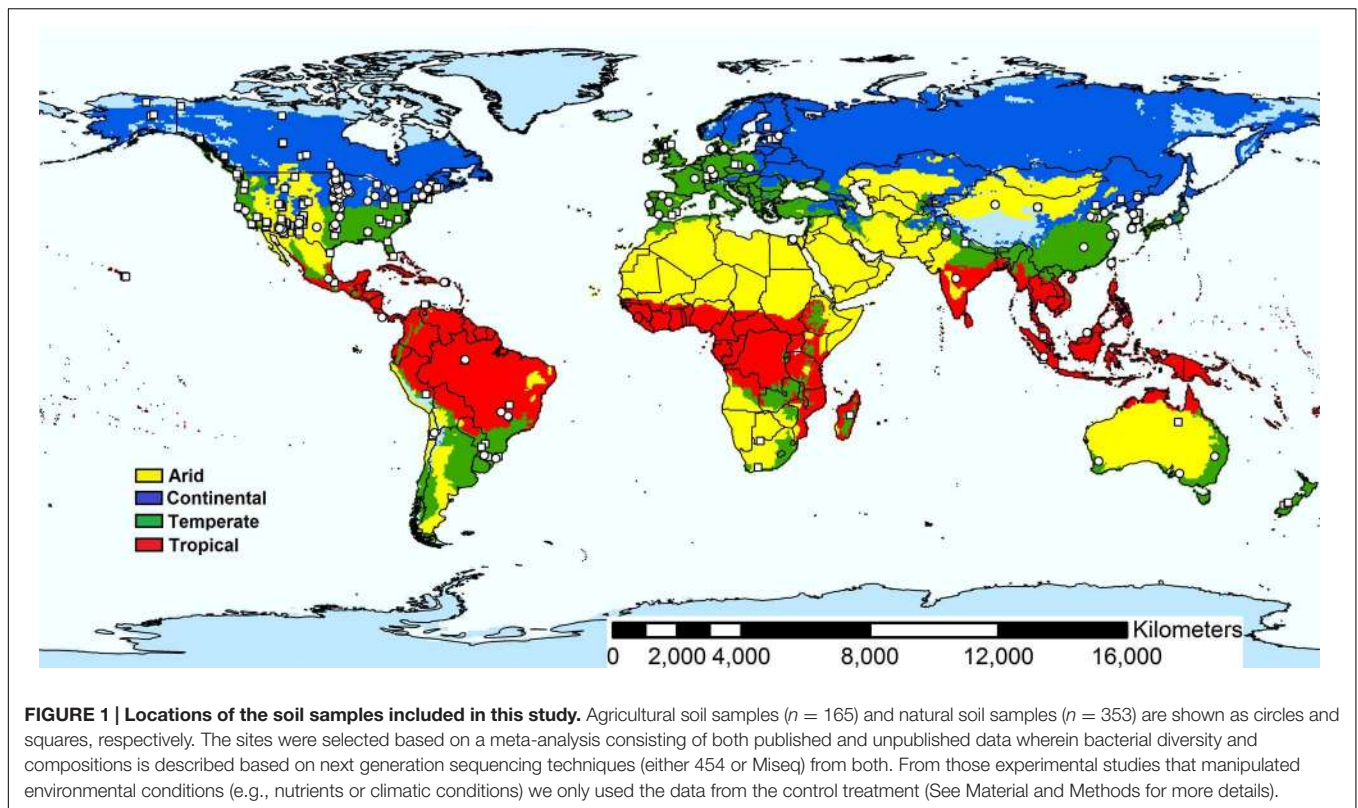 Arid
Continental
Temperate
Tropical
Kilometers
0 2,000 4,000 8,000 12,000 16,000
FIGURE 1 | Locations of the soil samples included in this study. Agricultural soil samples (n = 165) and natural soil samples (n = 353) are shown as circles and
squares, respectively. The sites were selected based on a meta-analysis consisting of both published and unpublished data wherein bacterial diversity and
compositions is described based on next generation sequencing techniques (either 454 or Miseq) from both. From those experimental studies that manipulated
environmental conditions (e.g., nutrients or climatic conditions) we only used the data from the control treatment (See Material and Methods for more details).